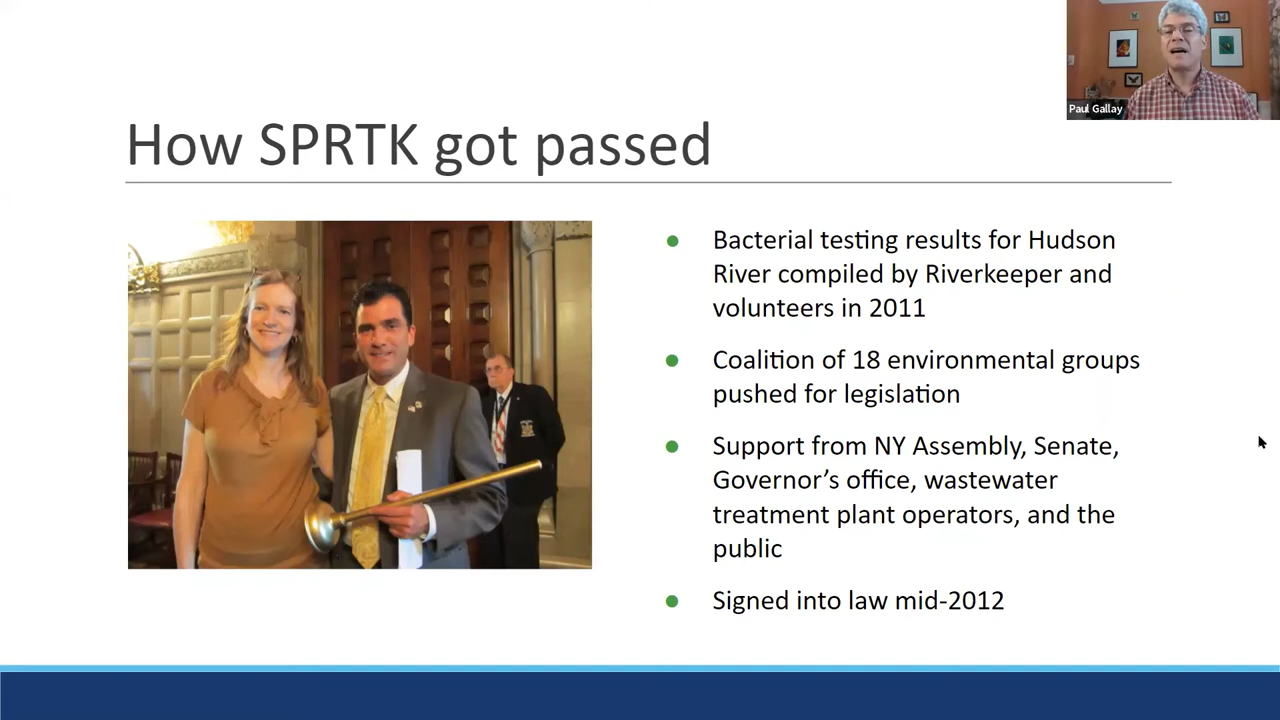 Paul Gallay
How SPRTK got passed
Bacterial testing results for Hudson
River compiled by Riverkeeper and
volunteers in 2011
Coalition of 18 environmental groups
pushed for legislation
Support from NY Assembly, Senate,
Governor’s office, wastewater
treatment plant operators, and the
public
Signed into law mid-2012